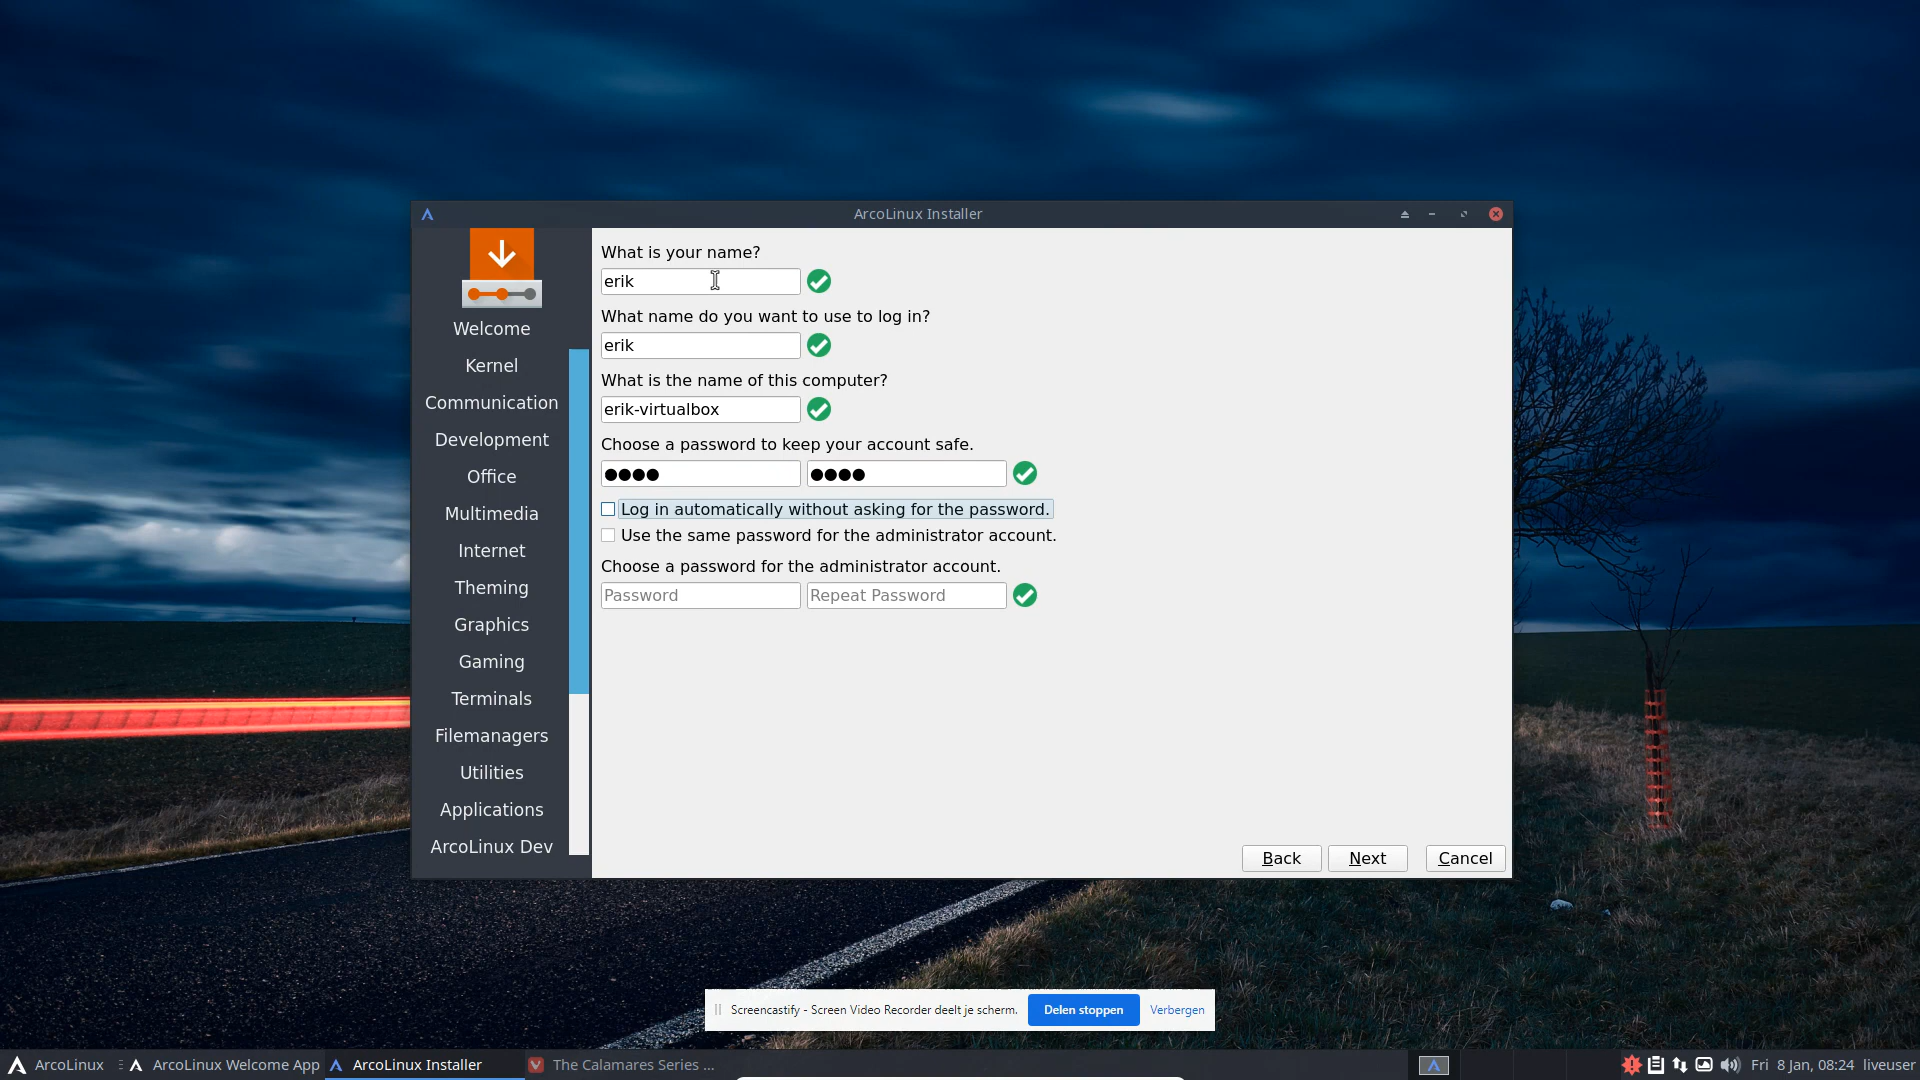 ArcoLinux Installer
Welcome
Kernel
Communication
Development
Office
Multimedia
Internet
Theming
Graphics
Gaming
Terminals
Filemanagers
Utilities
Applications
ArcoLinux Dev
What is your name?
erik
What name do you want to use to log in?
erik
What is the name of this computer?
erik-virtualbox
Choose a password to keep your account safe.
●●●● ●●●●
Log in automatically without asking for the password.
Use the same password for the administrator account.
Choose a password for the administrator account.
Password Repeat Password
Back Next Cancel
Screencastify - Screen Video Recorder deelt je scherm. Delen stoppen Verbergen
ArcoLinux ArcoLinux Welcome App ArcoLinux Installer The Calamares Series ... Fri 8 Jan, 08:24 liveuser